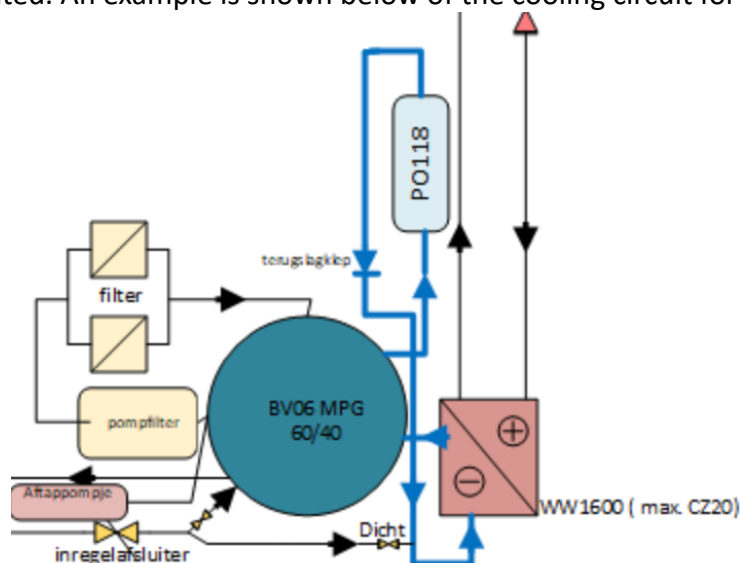 ited. An example is shown below of the cooling circuit for
PO118
terugslagklep
filter
BV06 MPG
60/40
pompfilter
Aftappompje
WW1600 ( max. CZ20)
Dicht
inregelafsluiter